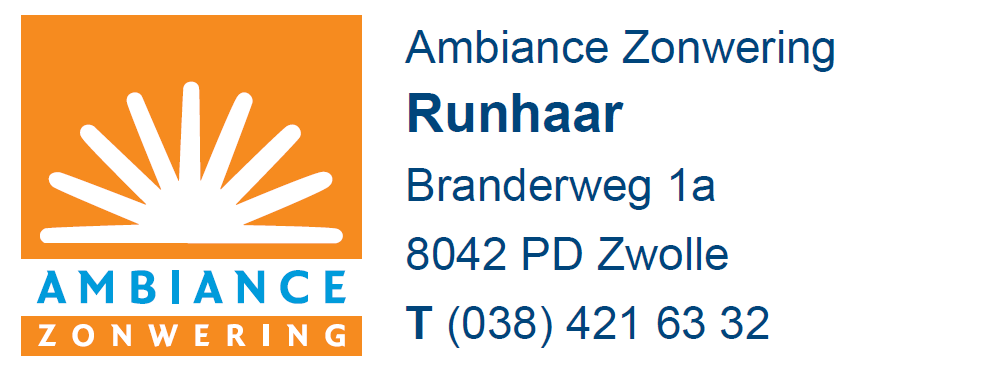 AMBIANCE
ZONWERING
Ambiance Zonwering
Runhaar
Branderweg 1a
8042 PD Zwolle
T (038) 421 63 32